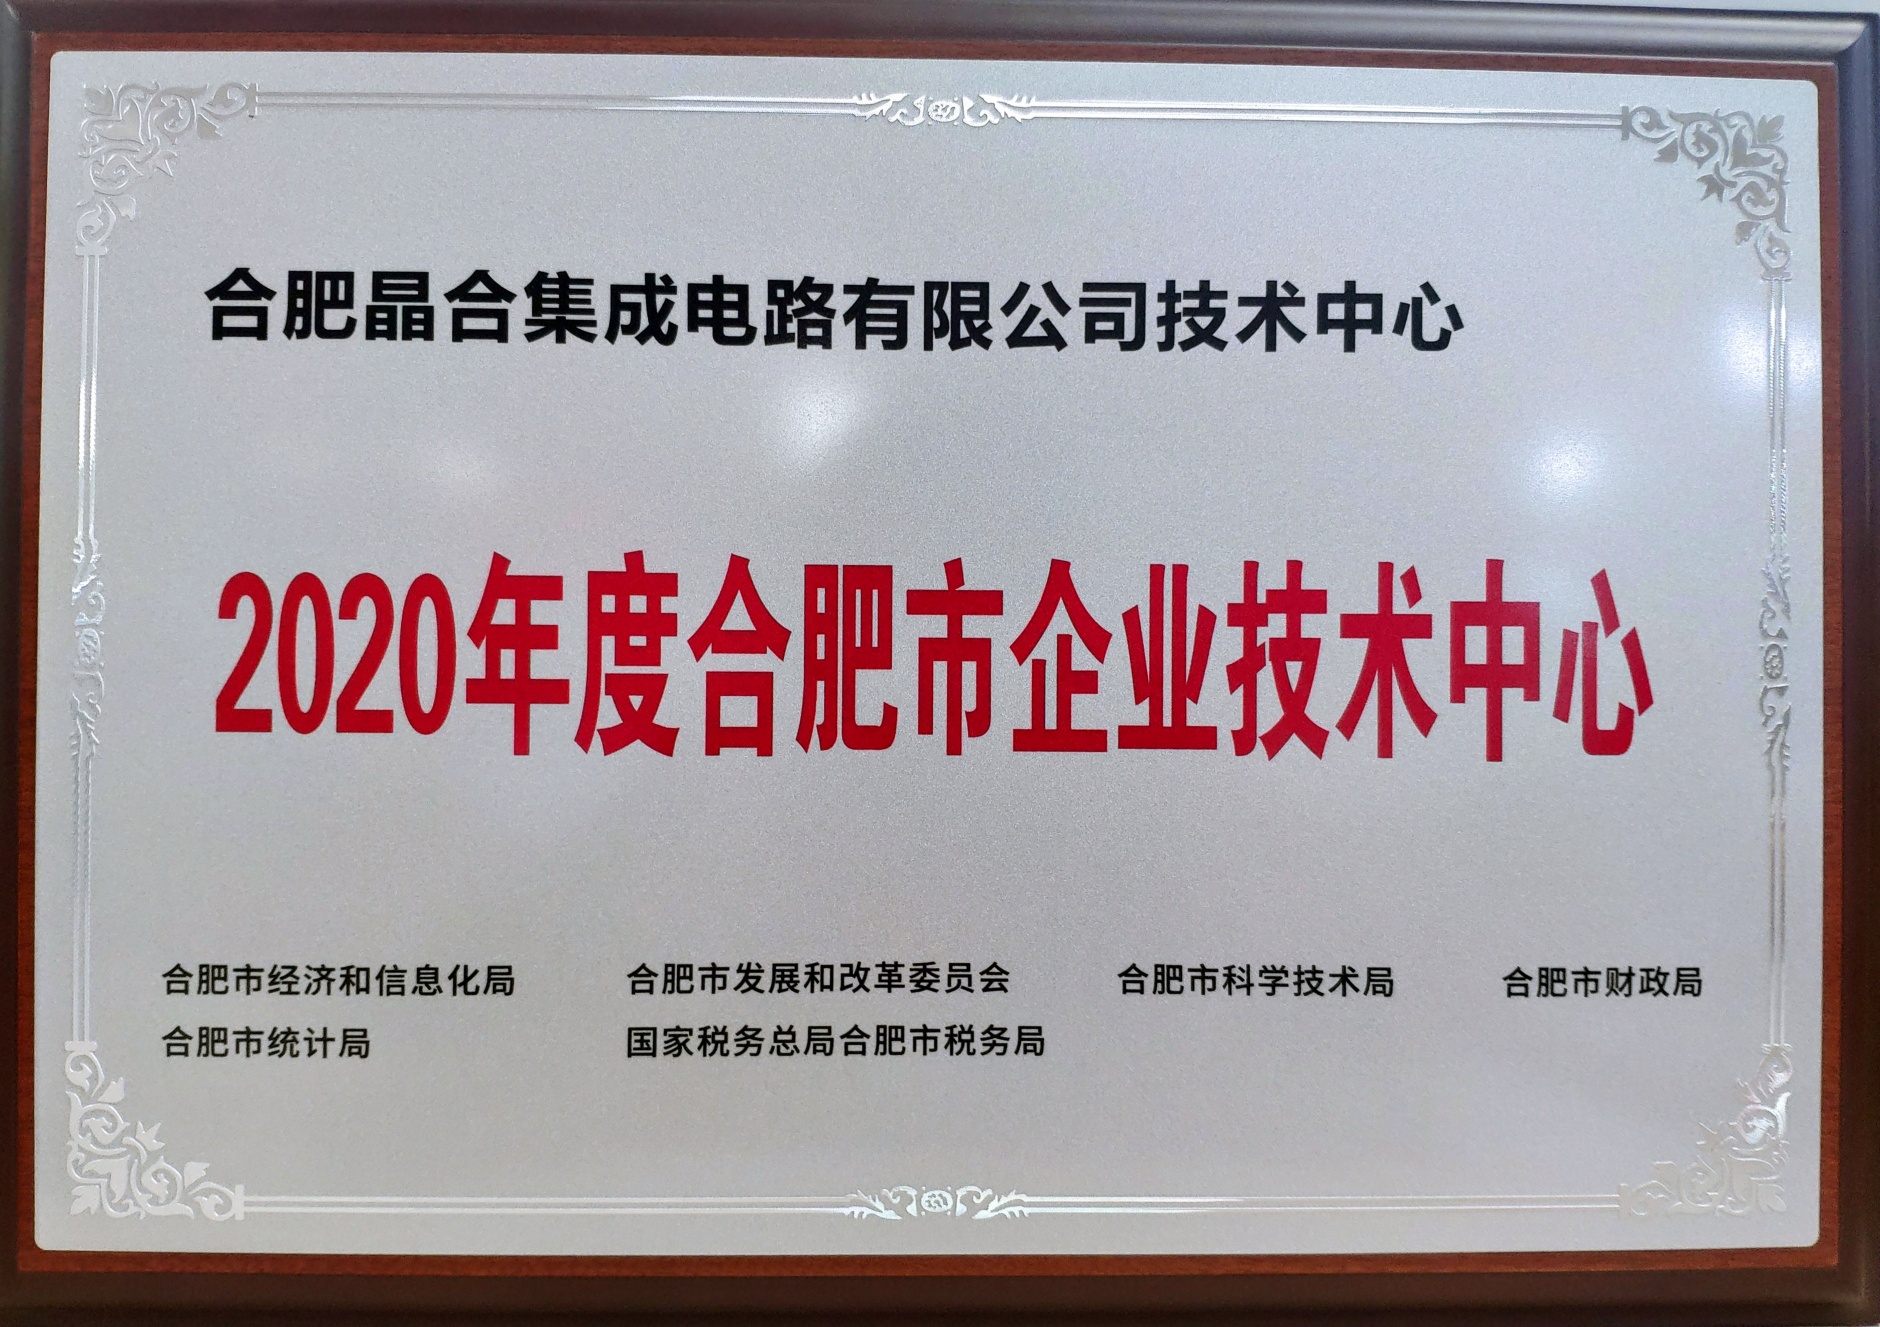 合肥晶合集成电路有限公司技术中心
2020年度合肥市企业技术中心
合肥市经济和信息化局 合肥市发展和改革委员会 合肥市科学技术局 合肥市财政局
合肥市统计局 国家税务总局合肥市税务局